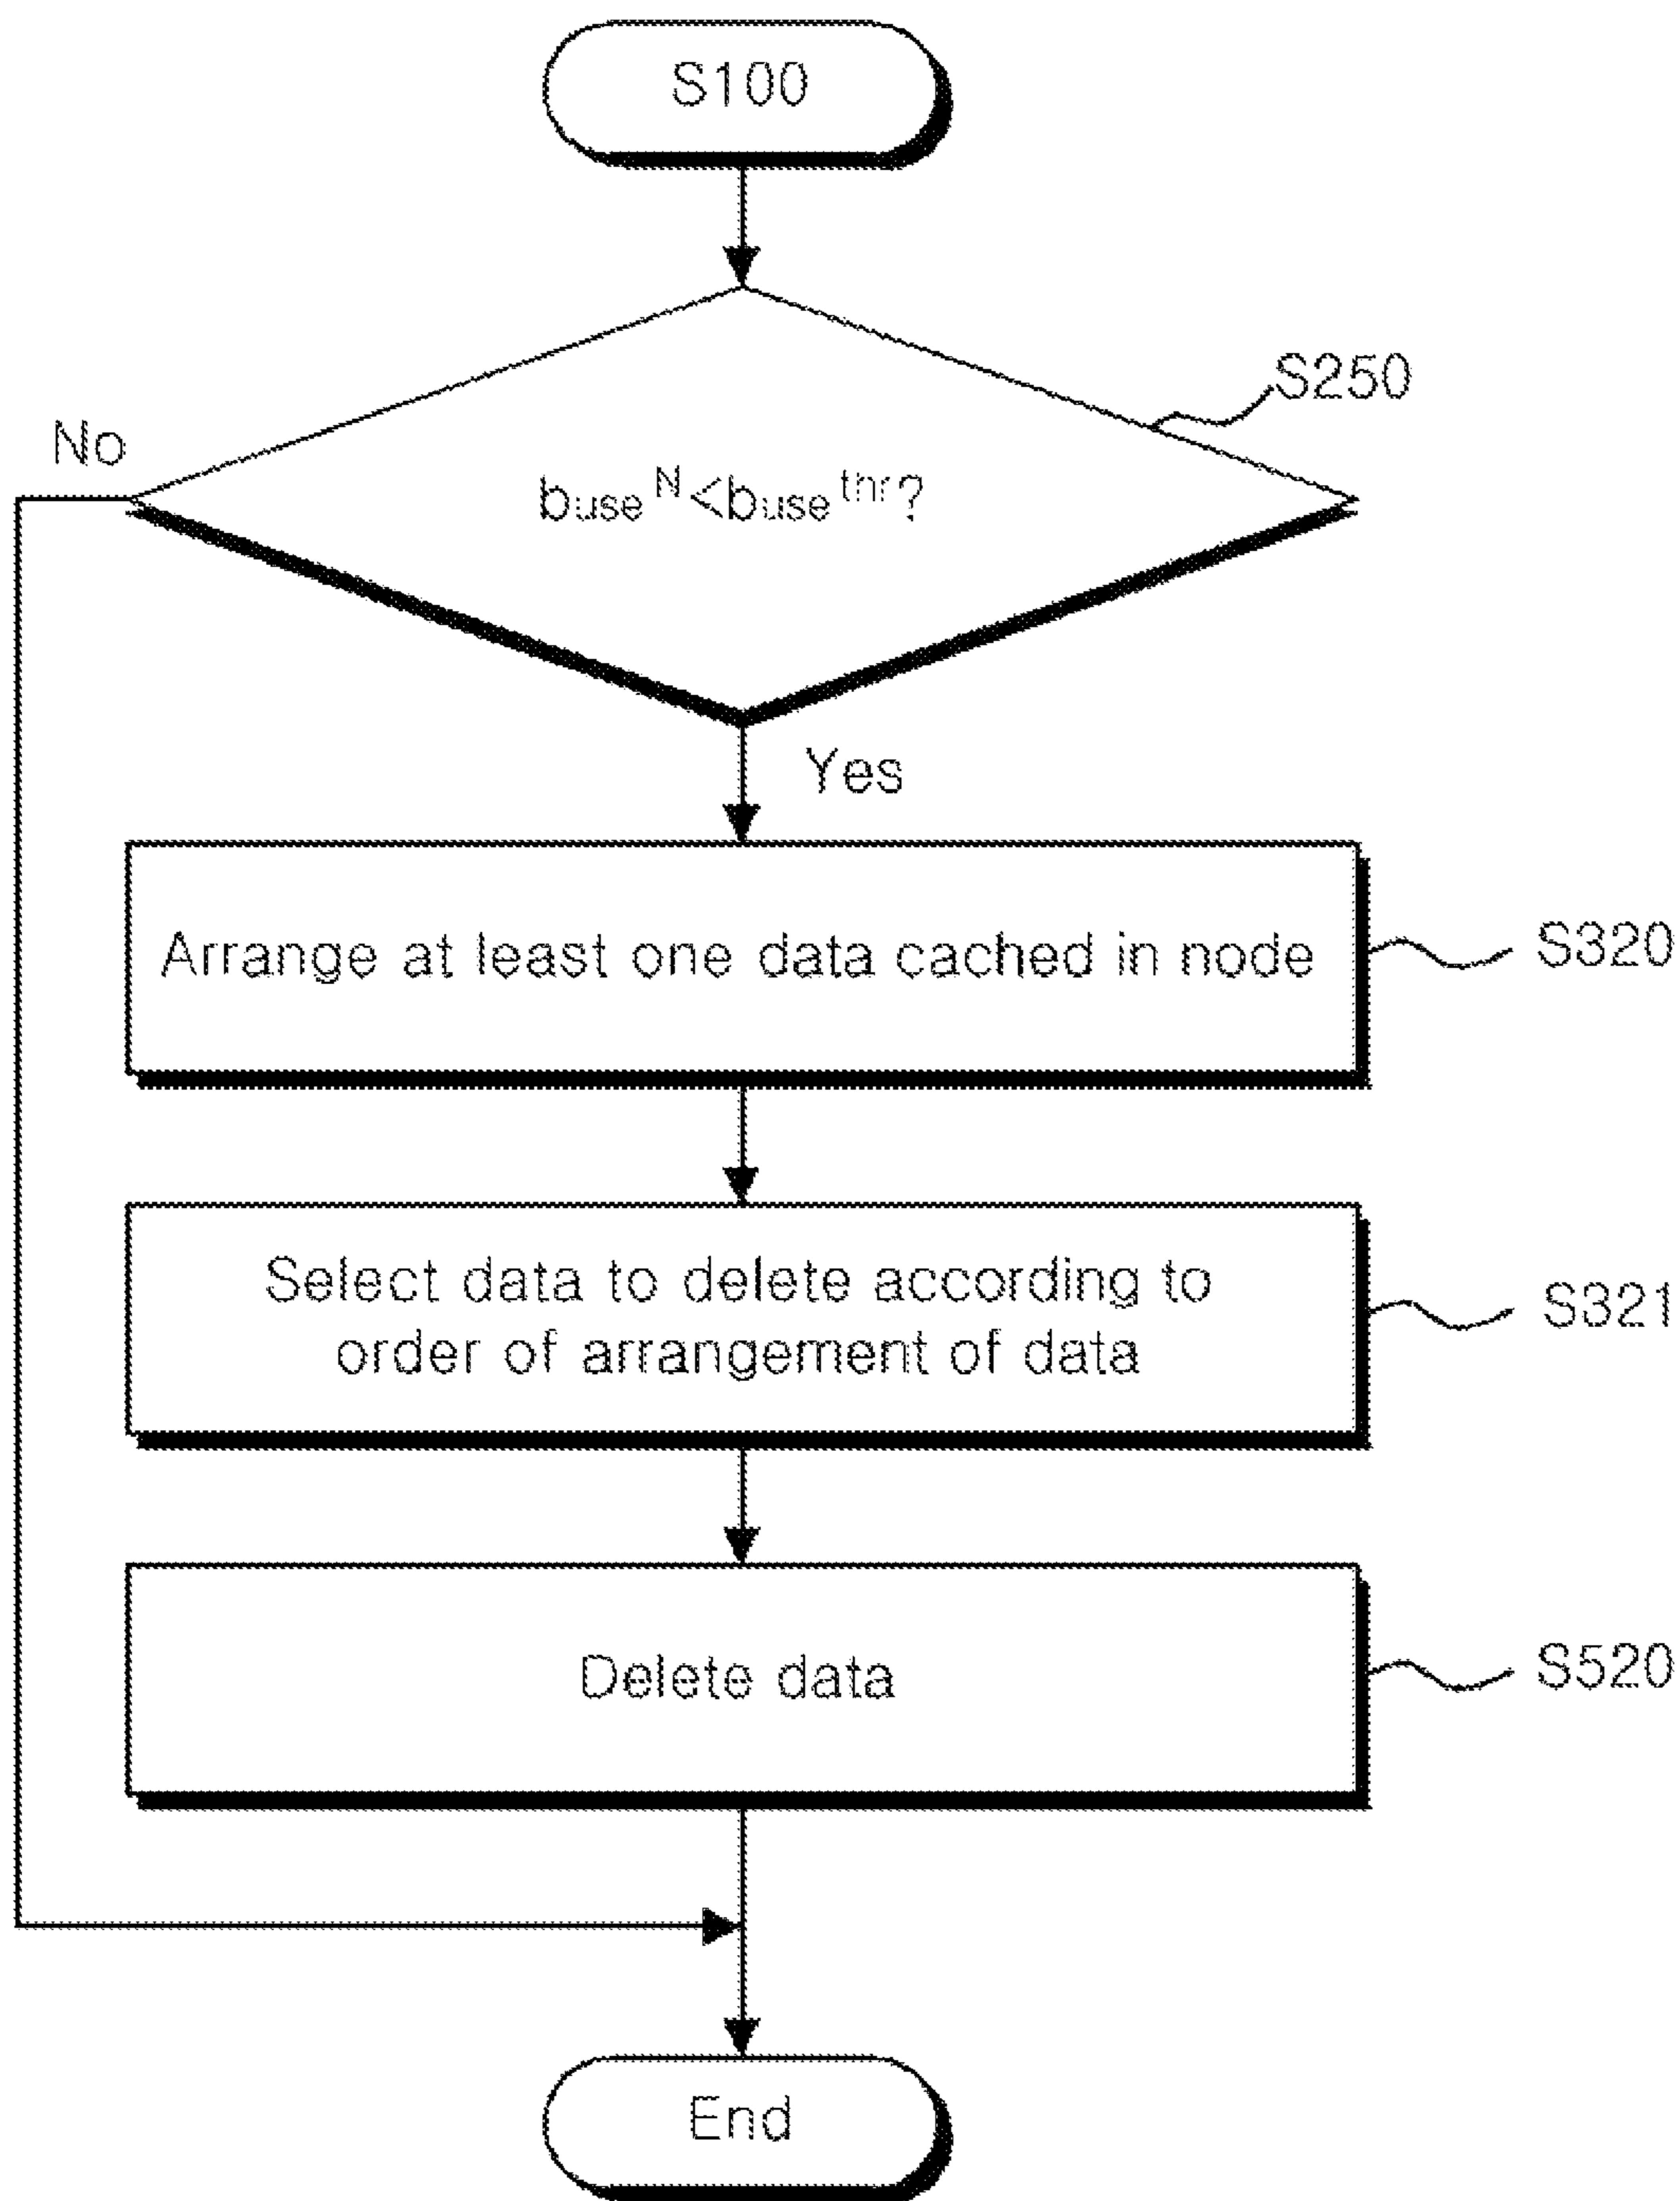 S100
S250
No
buse^N<buse^thr?
Yes
Arrange at least one data cached in node
S320
Select data to delete according to
order of arrangement of data
S321
Delete data
S520
End